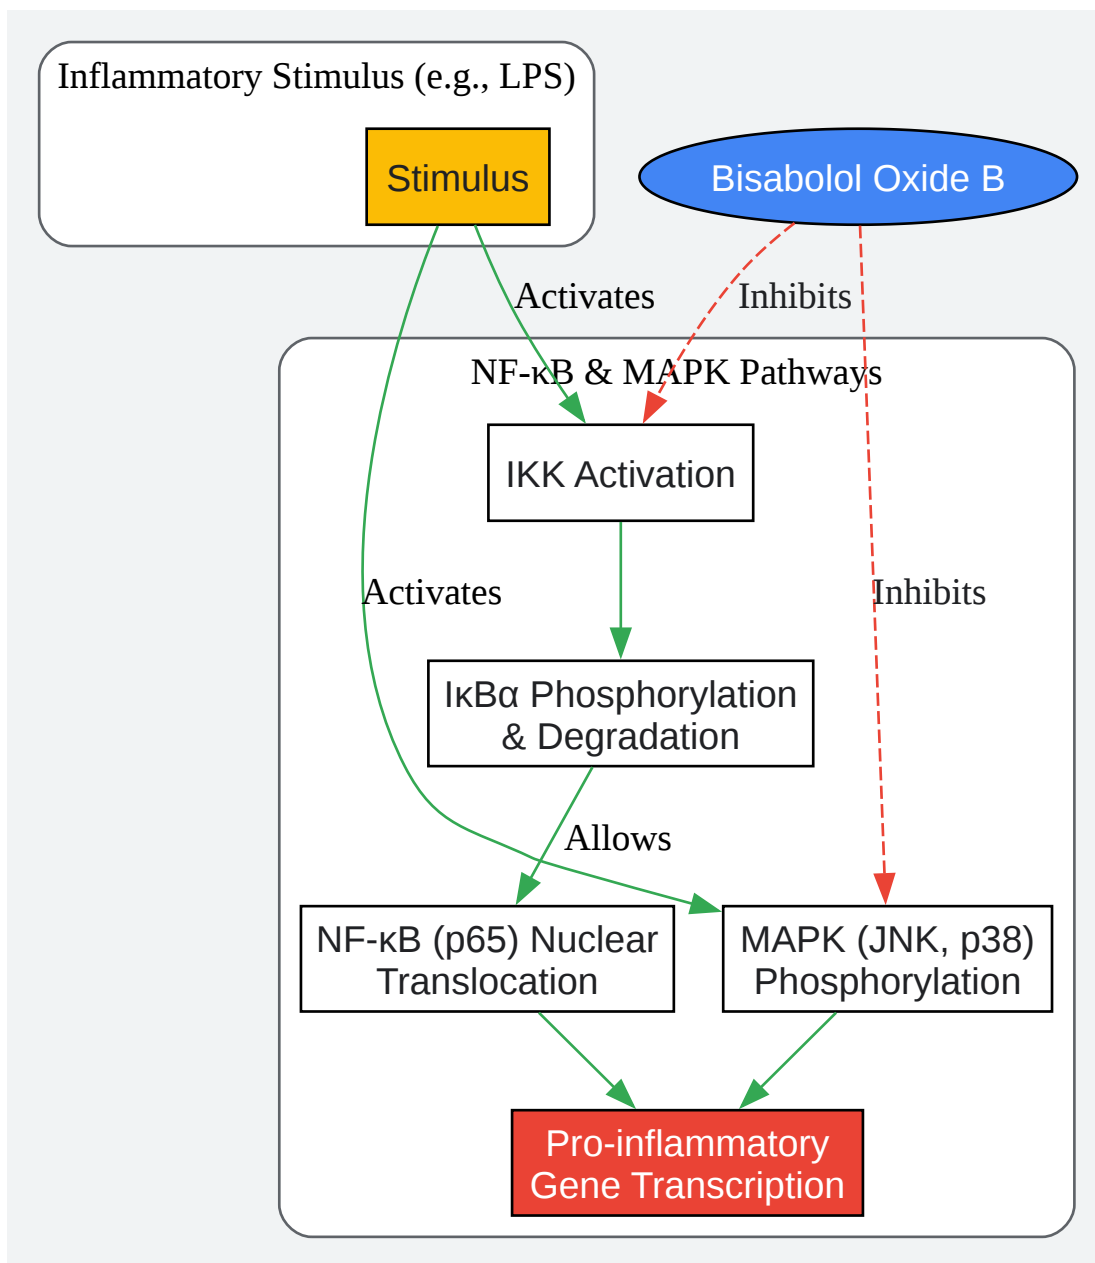 Inflammatory Stimulus (e.g., LPS)
Stimulus
Bisabolol Oxide B
Activates
Inhibits
NF-κB & MAPK Pathways
IKK Activation
Activates
Inhibits
IκBα Phosphorylation
& Degradation
Allows
NF-κB (p65) Nuclear
Translocation
MAPK (JNK, p38)
Phosphorylation
Pro-inflammatory
Gene Transcription